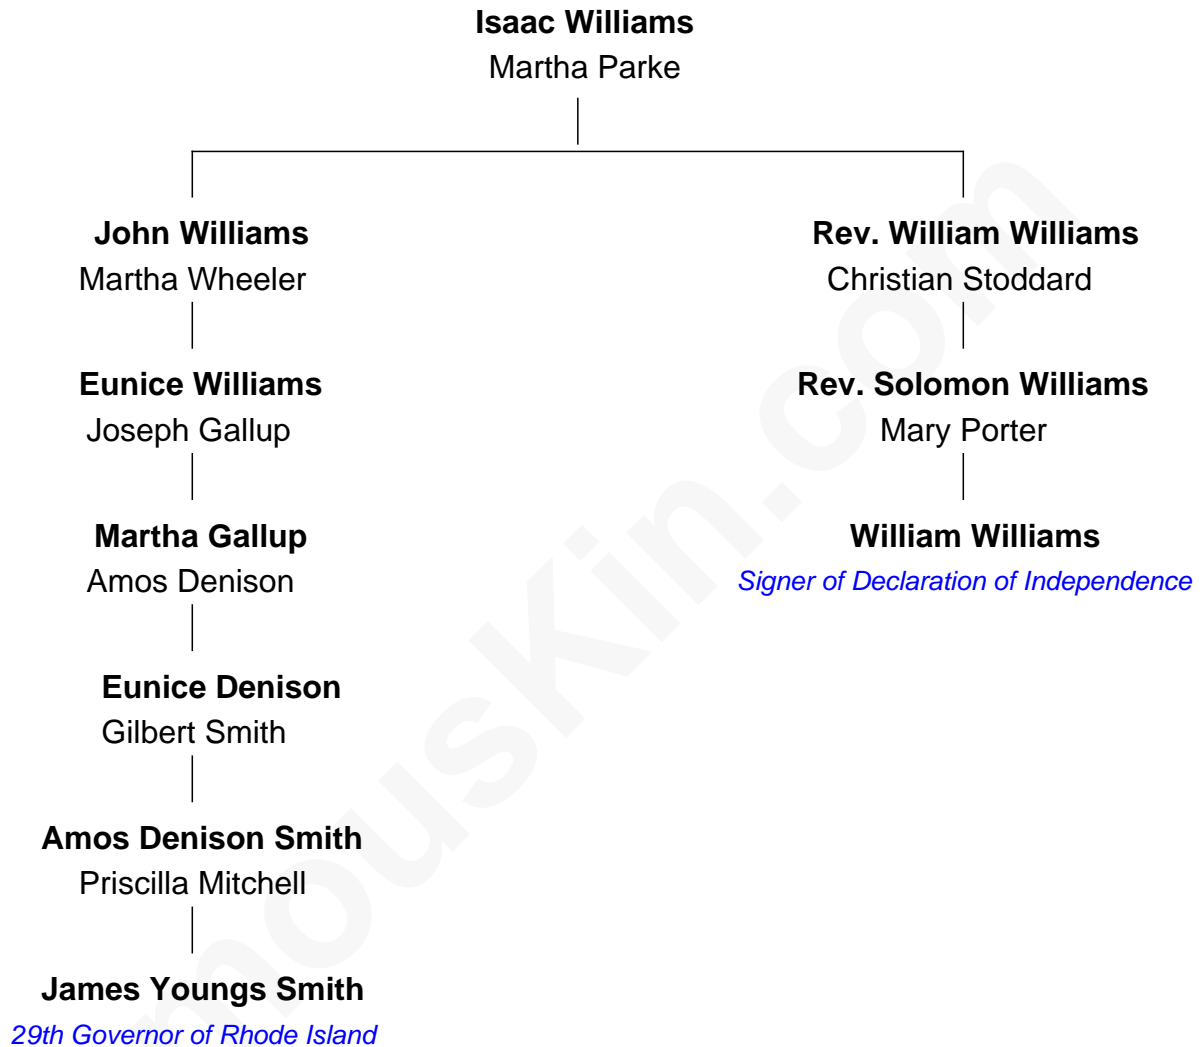 Isaac Williams
Martha Parke
John Williams
Martha Wheeler
Rev. William Williams
Christian Stoddard
Eunice Williams
Joseph Gallup
Rev. Solomon Williams
Mary Porter
Martha Gallup
Amos Denison
William Williams
Signer of Declaration of Independence
Eunice Denison
Gilbert Smith
Amos Denison Smith
Priscilla Mitchell
James Youngs Smith
29th Governor of Rhode Island
mouskin.com